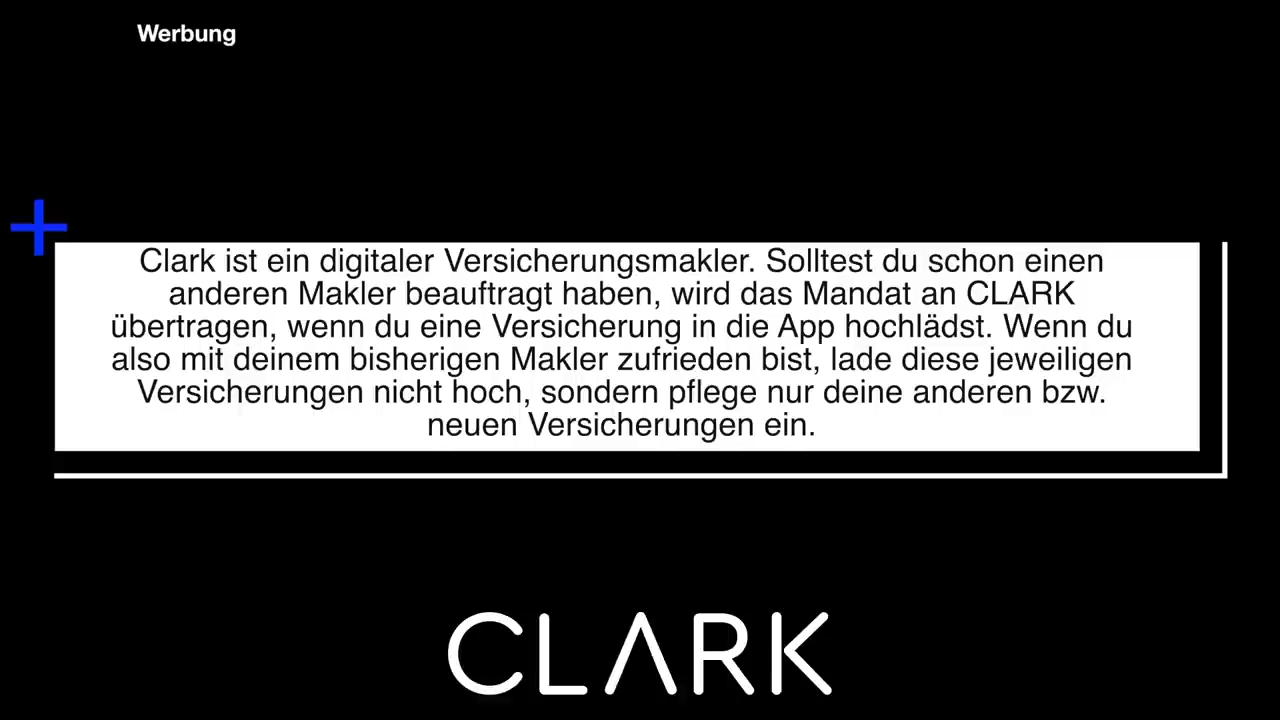 Werbung
Clark ist ein digitaler Versicherungsmakler. Solltest du schon einen
anderen Makler beauftragt haben, wird das Mandat an CLARK
übertragen, wenn du eine Versicherung in die App hochlädst. Wenn du
also mit deinem bisherigen Makler zufrieden bist, lade diese jeweiligen
Versicherungen nicht hoch, sondern pflege nur deine anderen bzw.
neuen Versicherungen ein.
CLARK